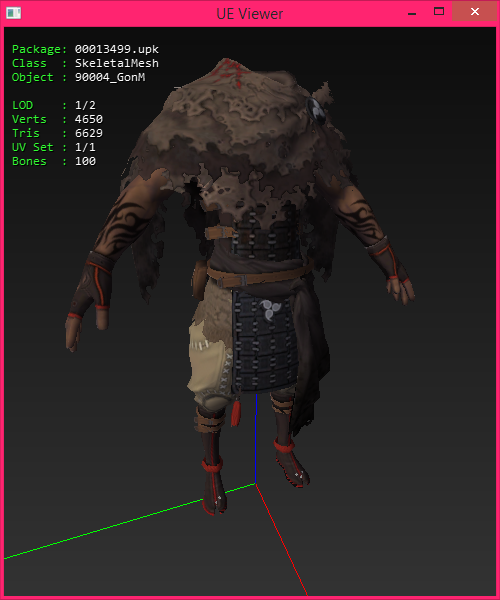 UE Viewer
Package: 00013499.upk
Class  : SkeletalMesh
Object : 90004_GonM
LOD    : 1/2
Verts  : 4650
Tris   : 6629
UV Set : 1/1
Bones  : 100